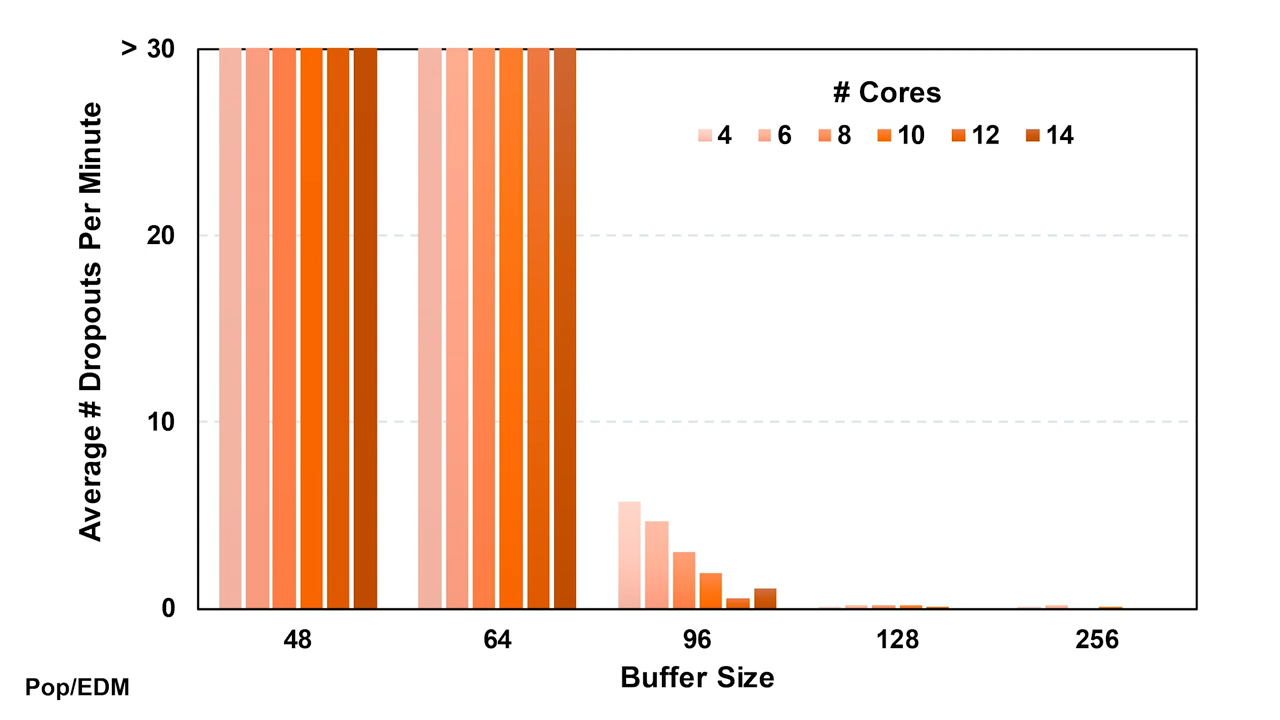 > 30
# Cores
4 6 8 10 12 14
20
10
0
Average # Dropouts Per Minute
48 64 96 128 256
Buffer Size
Pop/EDM